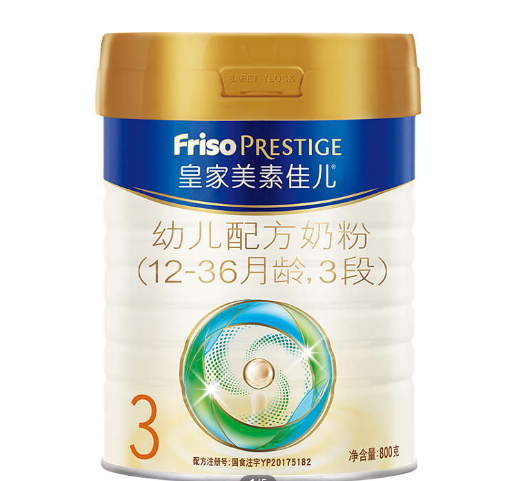 SAFETY LOCK
Friso PRESTIGE
皇家美素佳儿®
幼儿配方奶粉
(12-36月龄,3段)
3
配方注册号:国食注字YP20175182
净含量:800克